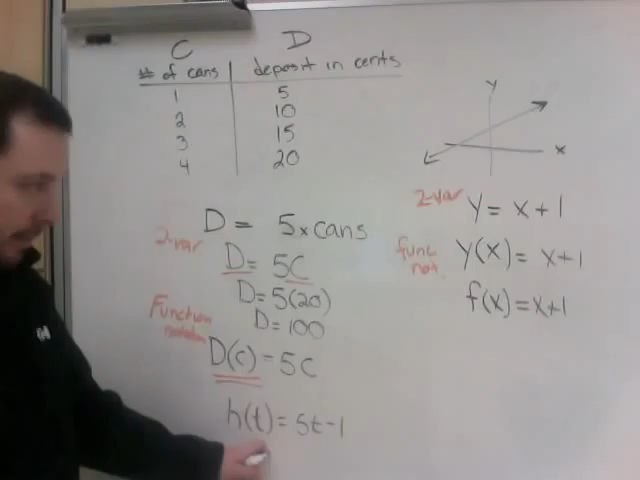 C D
# of cans deposit in cents
1 5
2 10
3 15
4 20
D = 5 x cans
2-var
D = 5C
D = 5(20)
D = 100
Function notation
D(c) = 5C
h(t) = 5t - 1
y
x
2-var y = x + 1
func not. y(x) = x + 1
f(x) = x + 1